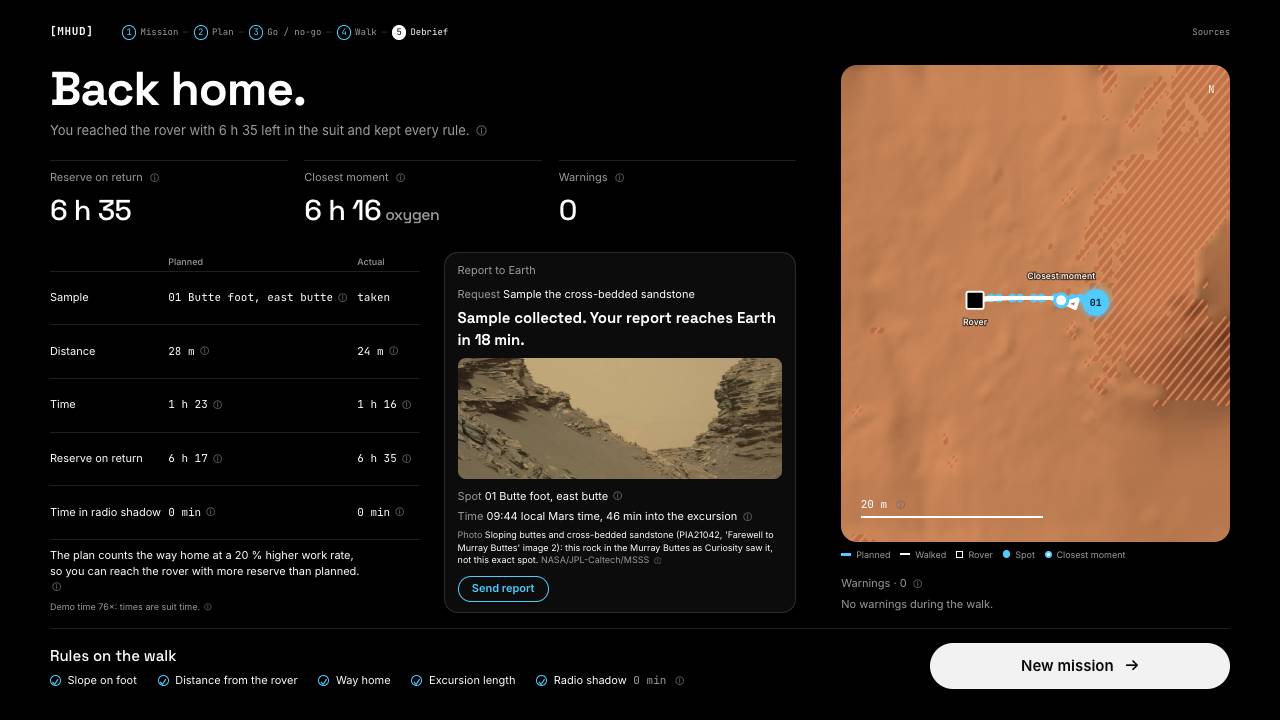 [MHUD] 1 Mission – 2 Plan – 3 Go / no-go – 4 Walk – 5 Debrief Sources
Back home.
You reached the rover with 6 h 35 left in the suit and kept every rule. ⓘ
Reserve on return ⓘ
6 h 35
Closest moment ⓘ
6 h 16 oxygen
Warnings ⓘ
0
Planned Actual
Sample 01 Butte foot, east butte ⓘ taken
Distance 28 m ⓘ 24 m ⓘ
Time 1 h 23 ⓘ 1 h 16 ⓘ
Reserve on return 6 h 17 ⓘ 6 h 35 ⓘ
Time in radio shadow 0 min ⓘ 0 min ⓘ
The plan counts the way home at a 20 % higher work rate,
so you can reach the rover with more reserve than planned.
ⓘ
Demo time 76×: times are suit time. ⓘ
Report to Earth
Request Sample the cross-bedded sandstone
Sample collected. Your report reaches Earth
in 18 min.
Spot 01 Butte foot, east butte ⓘ
Time 09:44 local Mars time, 46 min into the excursion ⓘ
Photo Sloping buttes and cross-bedded sandstone (PIA21042, 'Farewell to
Murray Buttes' image 2): this rock in the Murray Buttes as Curiosity saw it,
not this exact spot. NASA/JPL-Caltech/MSSS ⓘ
Send report
N
Closest moment
01
Rover
20 m ⓘ
Planned Walked Rover Spot Closest moment
Warnings · 0 ⓘ
No warnings during the walk.
Rules on the walk
Slope on foot Distance from the rover Way home Excursion length Radio shadow 0 min ⓘ
New mission →